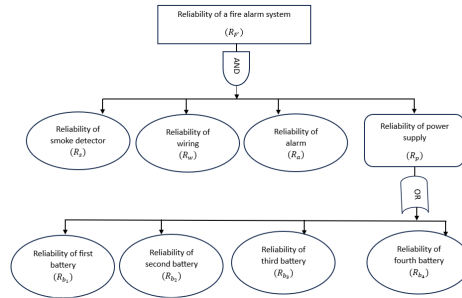 Reliability of a fire alarm system
(R_F)
AND
Reliability of
smoke detector
(R_s)
Reliability of
wiring
(R_w)
Reliability of
alarm
(R_a)
Reliability of power
supply
(R_p)
OR
Reliability of first
battery
(R_b₁)
Reliability of
second battery
(R_b₂)
Reliability of
third battery
(R_b₃)
Reliability of
fourth battery
(R_b₄)